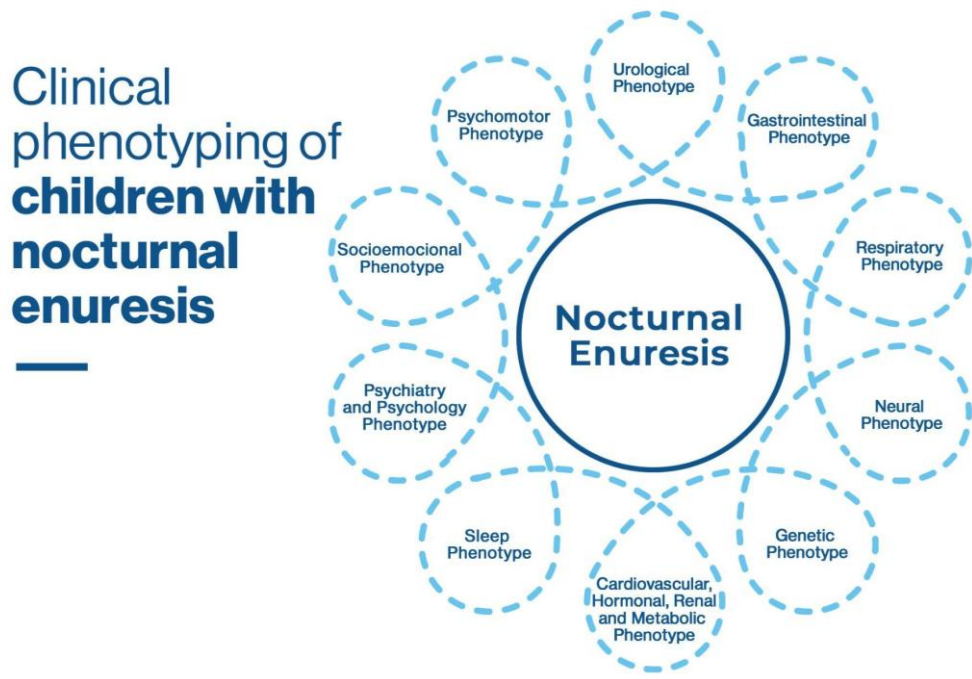 Clinical
phenotyping of
children with
nocturnal
enuresis
Urological
Phenotype
Gastrointestinal
Phenotype
Respiratory
Phenotype
Neural
Phenotype
Genetic
Phenotype
Cardiovascular,
Hormonal, Renal
and Metabolic
Phenotype
Sleep
Phenotype
Psychiatry
and Psychology
Phenotype
Socioemocional
Phenotype
Psychomotor
Phenotype
Nocturnal
Enuresis